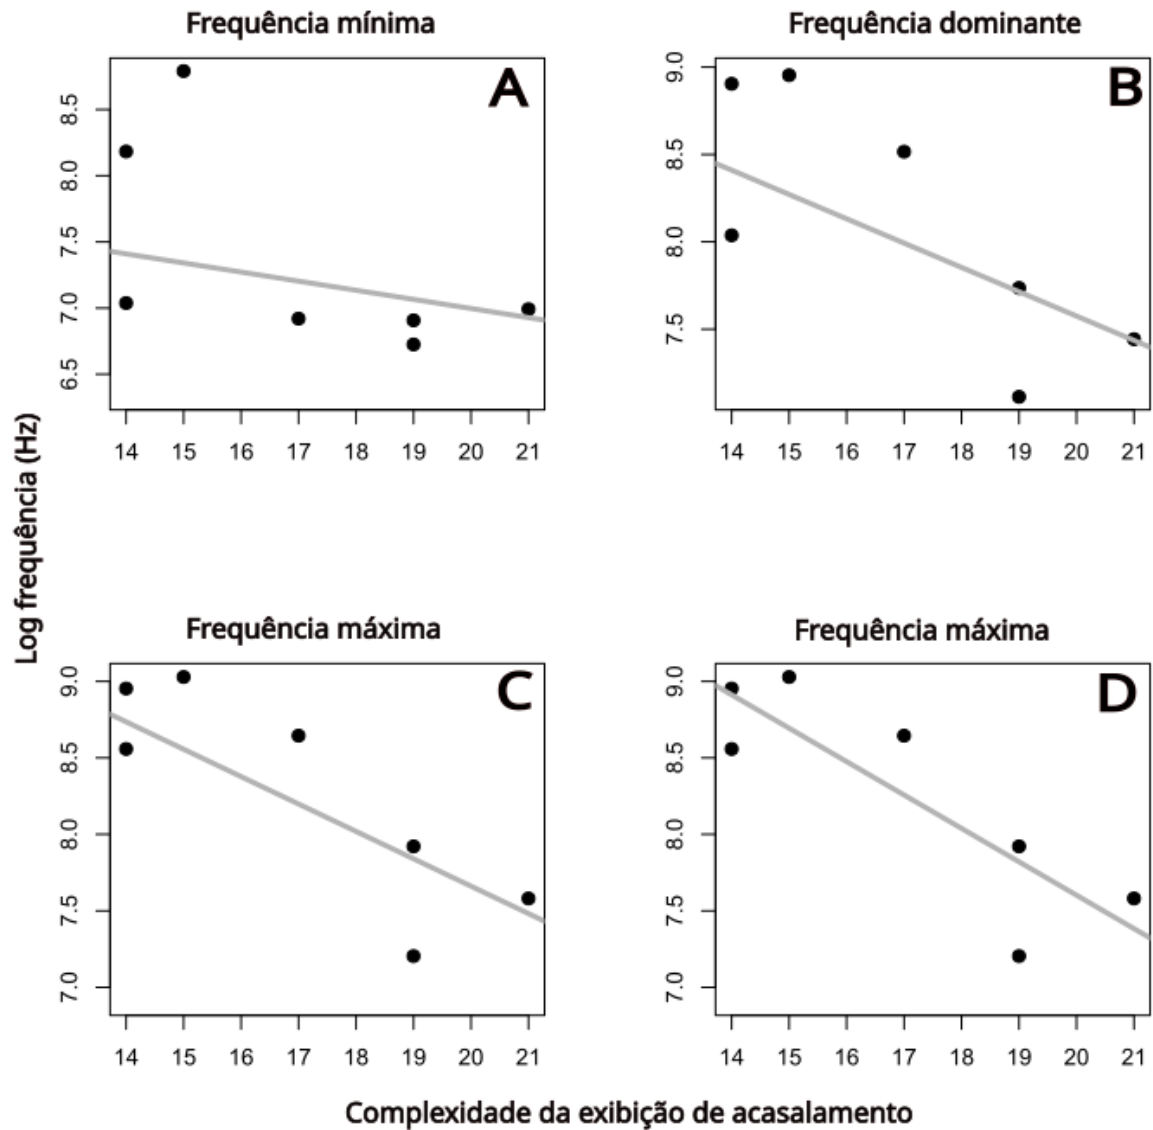 Frequência mínima
Frequência dominante
A
B
8.5
8.0
7.5
7.0
6.5
14 15 16 17 18 19 20 21
9.0
8.5
8.0
7.5
14 15 16 17 18 19 20 21
Log frequência (Hz)
Frequência máxima
Frequência máxima
C
D
9.0
8.5
8.0
7.5
7.0
14 15 16 17 18 19 20 21
9.0
8.5
8.0
7.5
7.0
14 15 16 17 18 19 20 21
Complexidade da exibição de acasalamento